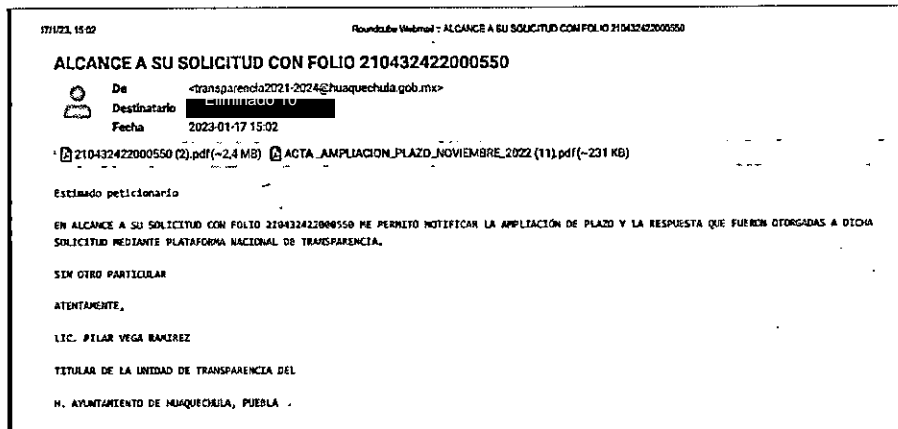 17/1/23, 15:02 Roundcube Webmail :: ALCANCE A SU SOLICITUD CON FOLIO 210432422000550
ALCANCE A SU SOLICITUD CON FOLIO 210432422000550
De <transparencia2021-2024@huaquechula.gob.mx>
Destinatario Eliminado 10
Fecha 2023-01-17 15:02
210432422000550 (2).pdf(~2,4 MB) ACTA_AMPLIACION_PLAZO_NOVIEMBRE_2022 (11).pdf(~231 KB)
Estimado peticionario
EN ALCANCE A SU SOLICITUD CON FOLIO 210432422000550 ME PERMITO NOTIFICAR LA AMPLIACIÓN DE PLAZO Y LA RESPUESTA QUE FUERON OTORGADAS A DICHA
SOLICITUD MEDIANTE PLATAFORMA NACIONAL DE TRANSPARENCIA.
SIN OTRO PARTICULAR
ATENTAMENTE,
LIC. PILAR VEGA RAMIREZ
TITULAR DE LA UNIDAD DE TRANSPARENCIA DEL
H. AYUNTAMIENTO DE HUAQUECHULA, PUEBLA .